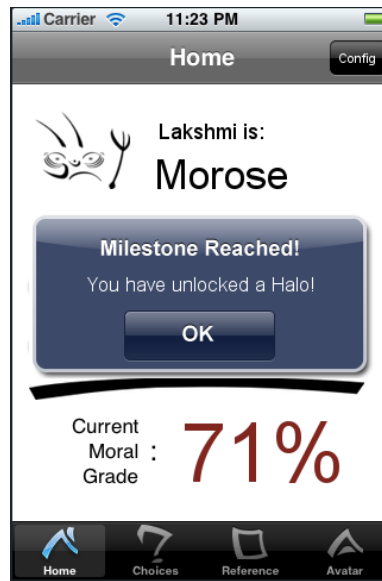 Carrier 11:23 PM
Home Config
Lakshmi is:
Morose
Milestone Reached!
You have unlocked a Halo!
OK
Current
Moral : 71%
Grade
Home Choices Reference Avatar